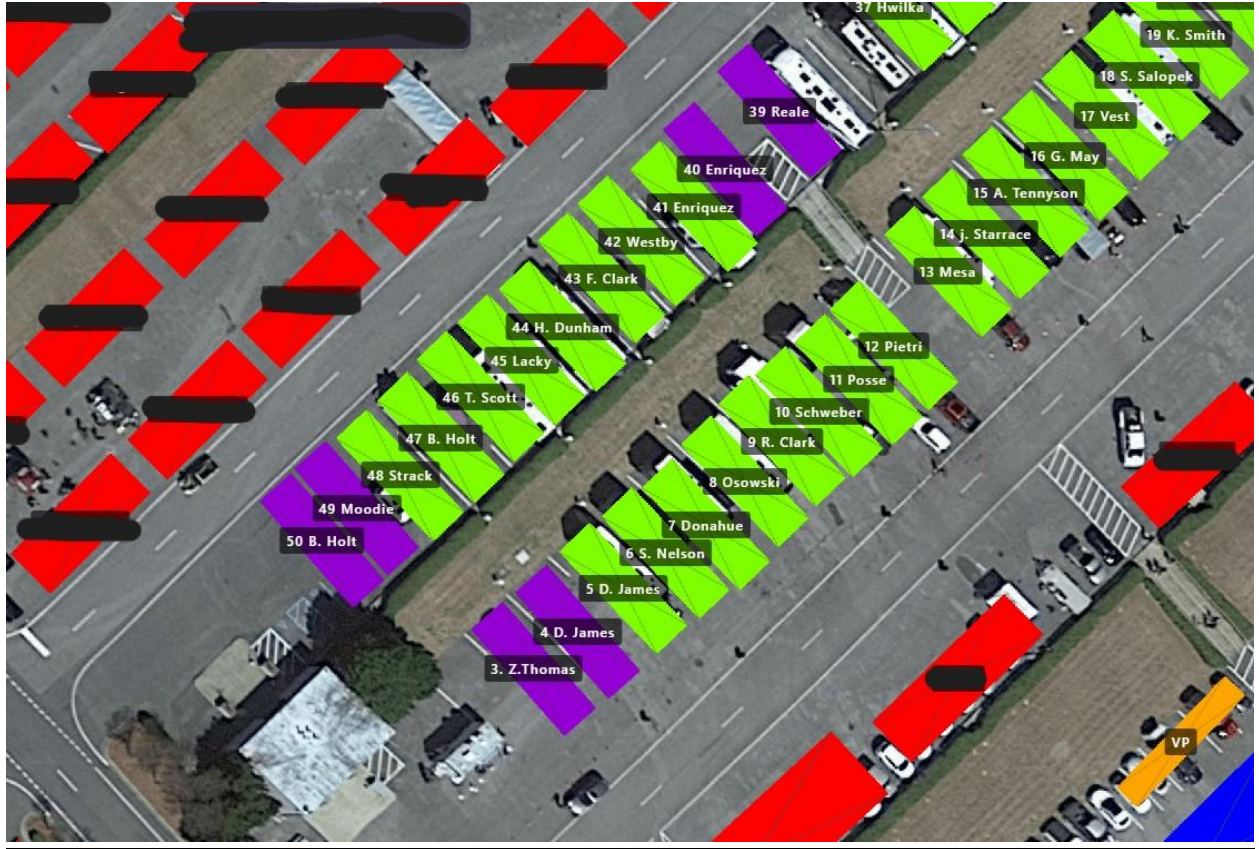 37 Hwilka
19 K. Smith
18 S. Salopek
39 Reale
17 Vest
16 G. May
40 Enriquez
15 A. Tennyson
41 Enriquez
14 j. Starrace
42 Westby
13 Mesa
43 F. Clark
44 H. Dunham
12 Pietri
45 Lacky
11 Posse
46 T. Scott
10 Schweber
47 B. Holt
9 R. Clark
48 Strack
8 Osowski
49 Moodie
7 Donahue
50 B. Holt
6 S. Nelson
5 D. James
4 D. James
3. Z.Thomas
VP